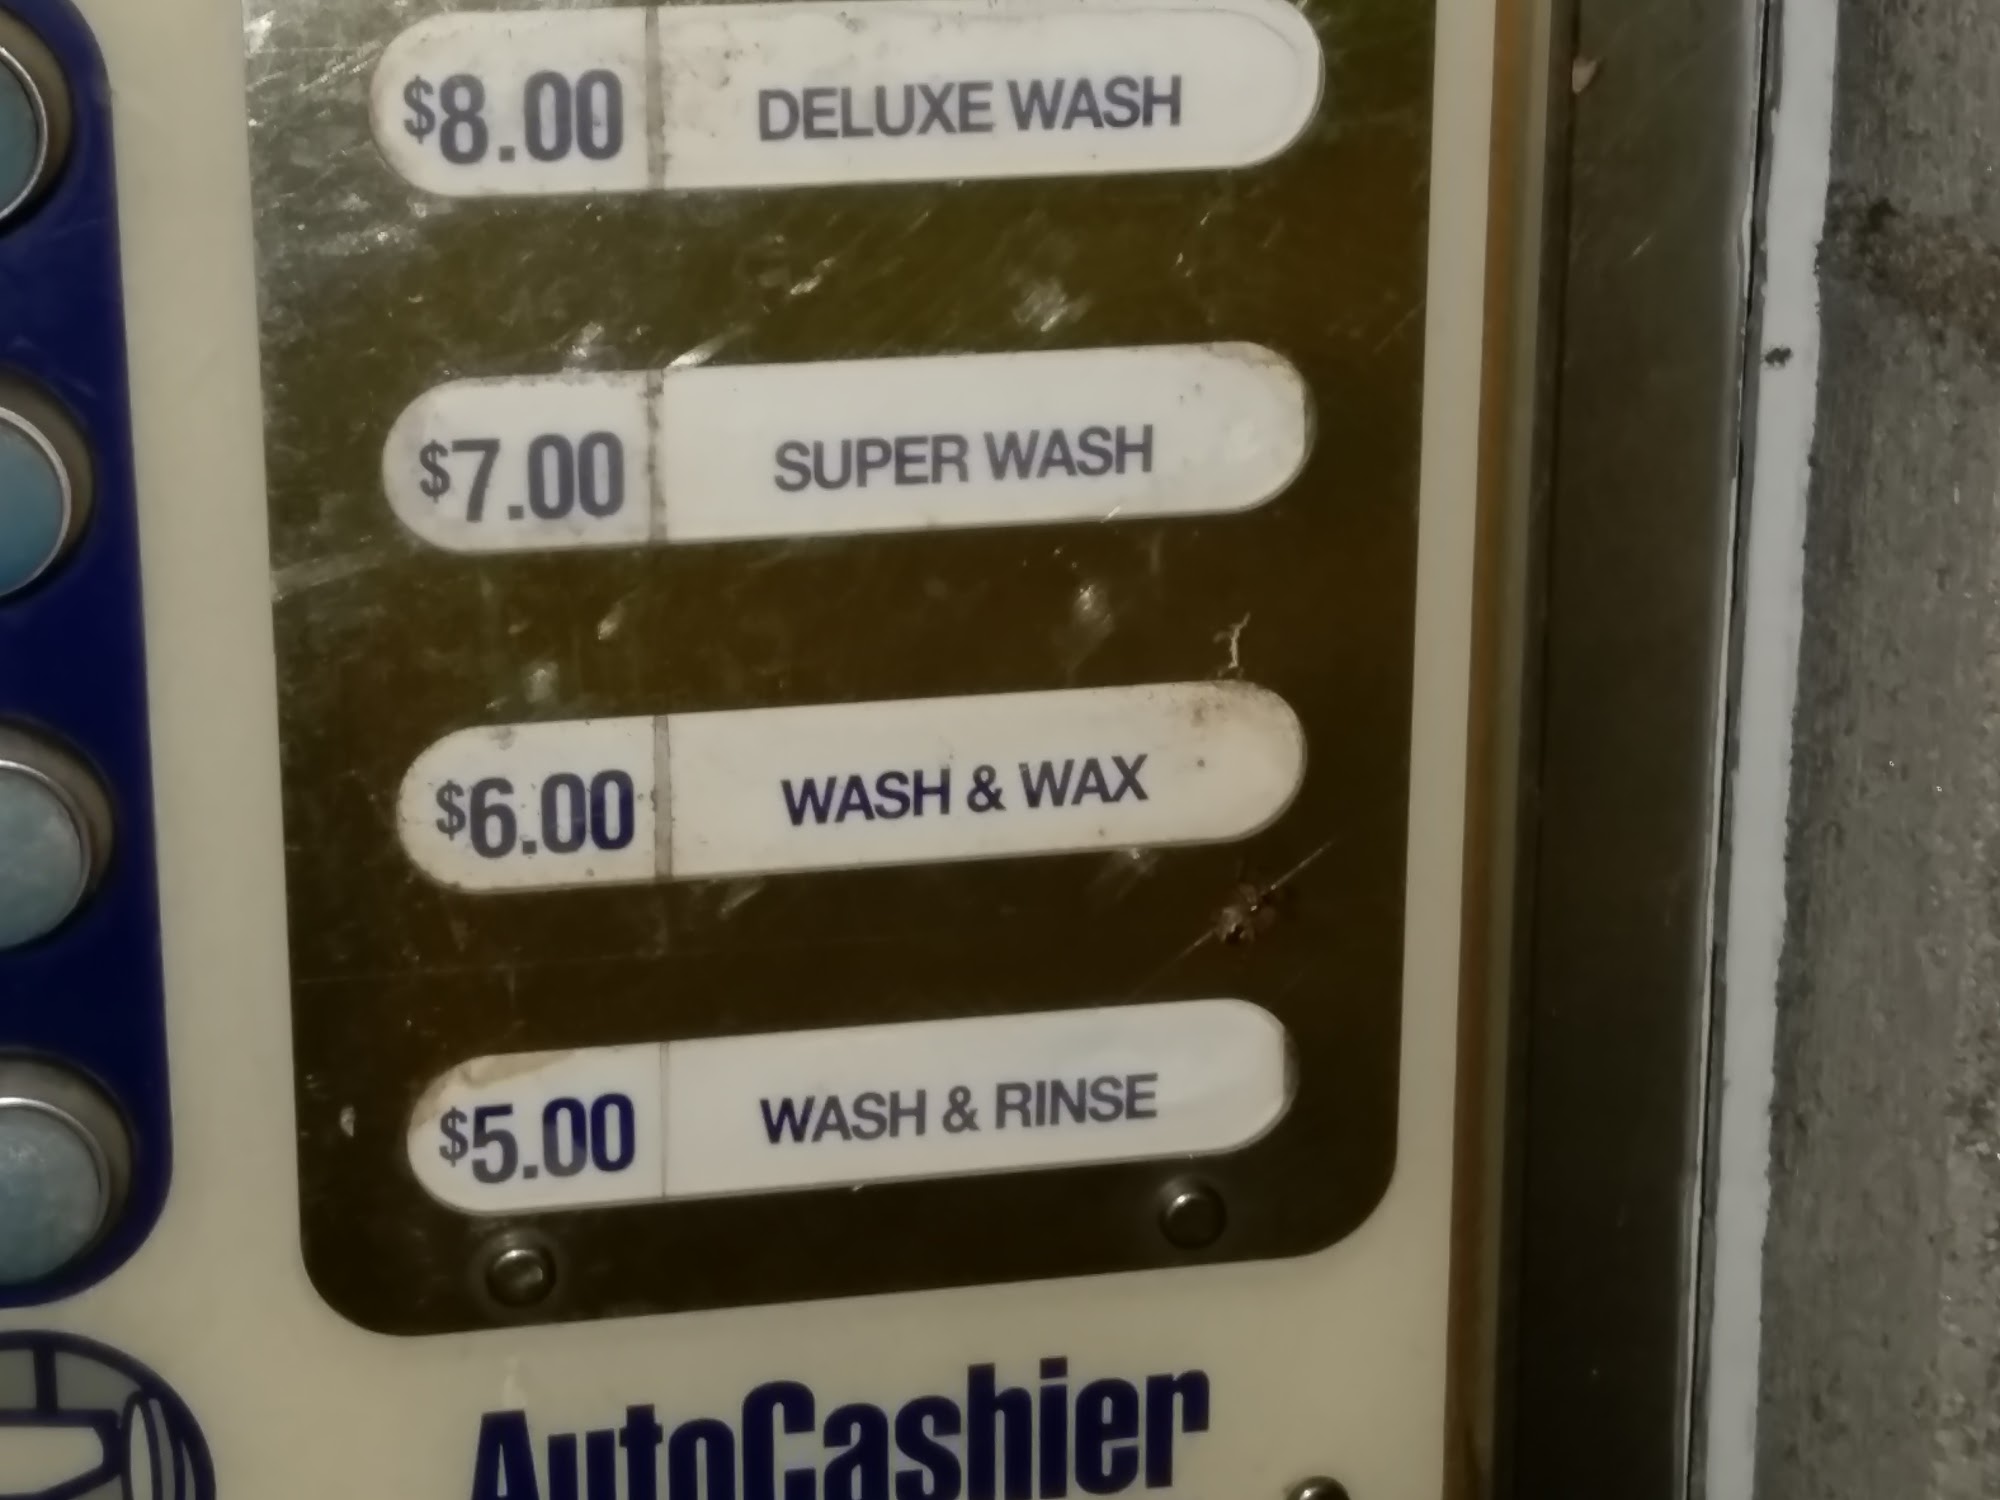 $8.00 DELUXE WASH
$7.00 SUPER WASH
$6.00 WASH & WAX
$5.00 WASH & RINSE
AutoCashier